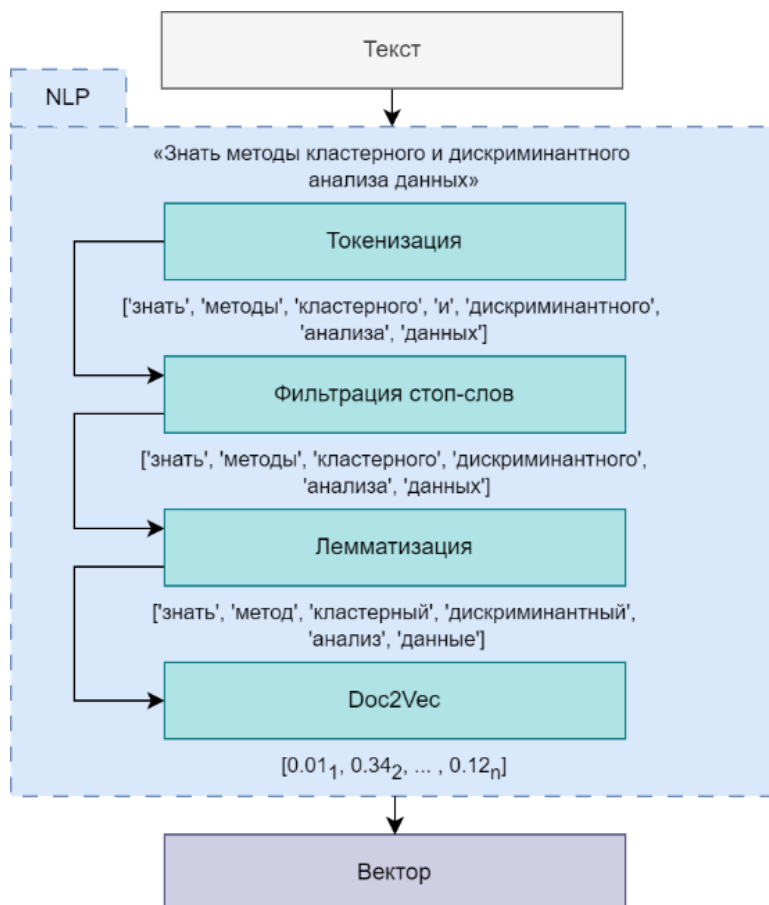 Текст
NLP
«Знать методы кластерного и дискриминантного
анализа данных»
Токенизация
['знать', 'методы', 'кластерного', 'и', 'дискриминантного',
'анализа', 'данных']
Фильтрация стоп-слов
['знать', 'методы', 'кластерного', 'дискриминантного',
'анализа', 'данных']
Лемматизация
['знать', 'метод', 'кластерный', 'дискриминантный',
'анализ', 'данные']
Doc2Vec
[0.01₁, 0.34₂, ... , 0.12ₙ]
Вектор